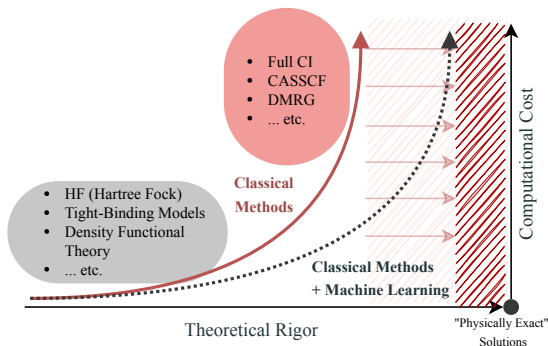 • Full CI
• CASSCF
• DMRG
• ... etc.
Classical
Methods
• HF (Hartree Fock)
• Tight-Binding Models
• Density Functional
Theory
• ... etc.
Classical Methods
+ Machine Learning
Computational Cost
Theoretical Rigor
"Physically Exact"
Solutions